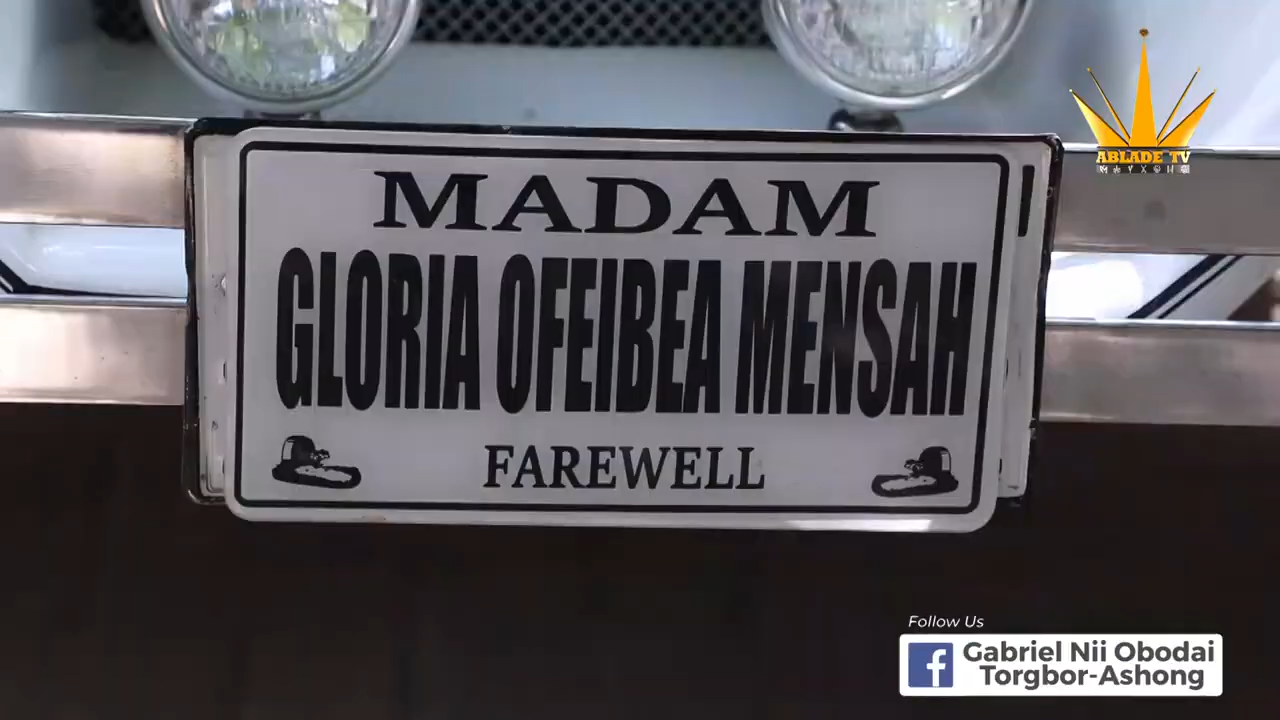 MADAM
GLORIA OFEIBEA MENSAH
FAREWELL
ABLADE TV
Follow Us
Gabriel Nii Obodai
Torgbor-Ashong